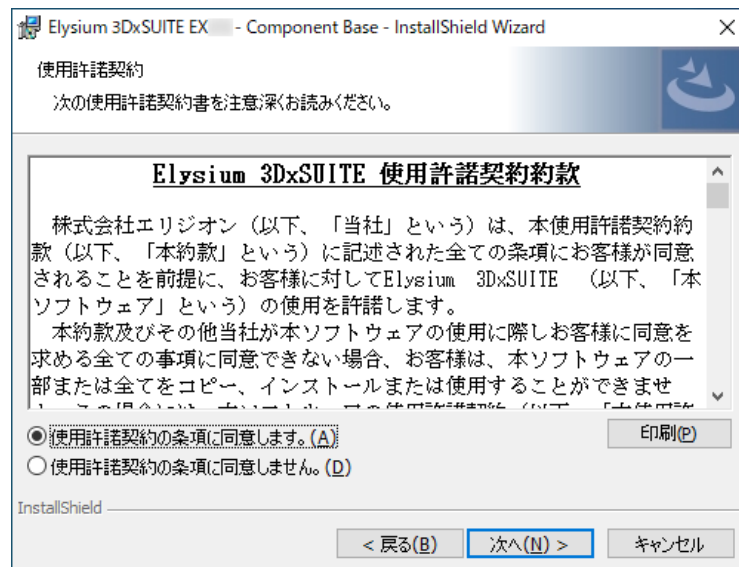 Elysium 3DxSUITE EX - Component Base - InstallShield Wizard
使用許諾契約
次の使用許諾契約書を注意深くお読みください。
Elysium 3DxSUITE 使用許諾契約約款
株式会社エリジオン（以下、「当社」という）は、本使用許諾契約約
款（以下、「本約款」という）に記述された全ての条項にお客様が同意
されることを前提に、お客様に対してElysium 3DxSUITE （以下、「本
ソフトウェア」という）の使用を許諾します。
本約款及びその他当社が本ソフトウェアの使用に際しお客様に同意を
求める全ての事項に同意できない場合、お客様は、本ソフトウェアの一
部または全てをコピー、インストールまたは使用することができませ
使用許諾契約の条項に同意します。(A)
印刷(P)
使用許諾契約の条項に同意しません。(D)
InstallShield
< 戻る(B)
次へ(N) >
キャンセル